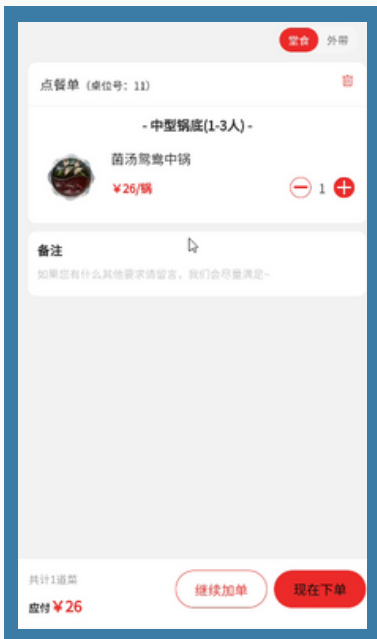 堂食 外带
点餐单（桌位号：11）
- 中型锅底(1-3人) -
菌汤鸳鸯中锅
￥26/锅 1
备注
如果您有什么其他要求请留言，我们会尽量满足~
共计1道菜
应付￥26
继续加单 现在下单